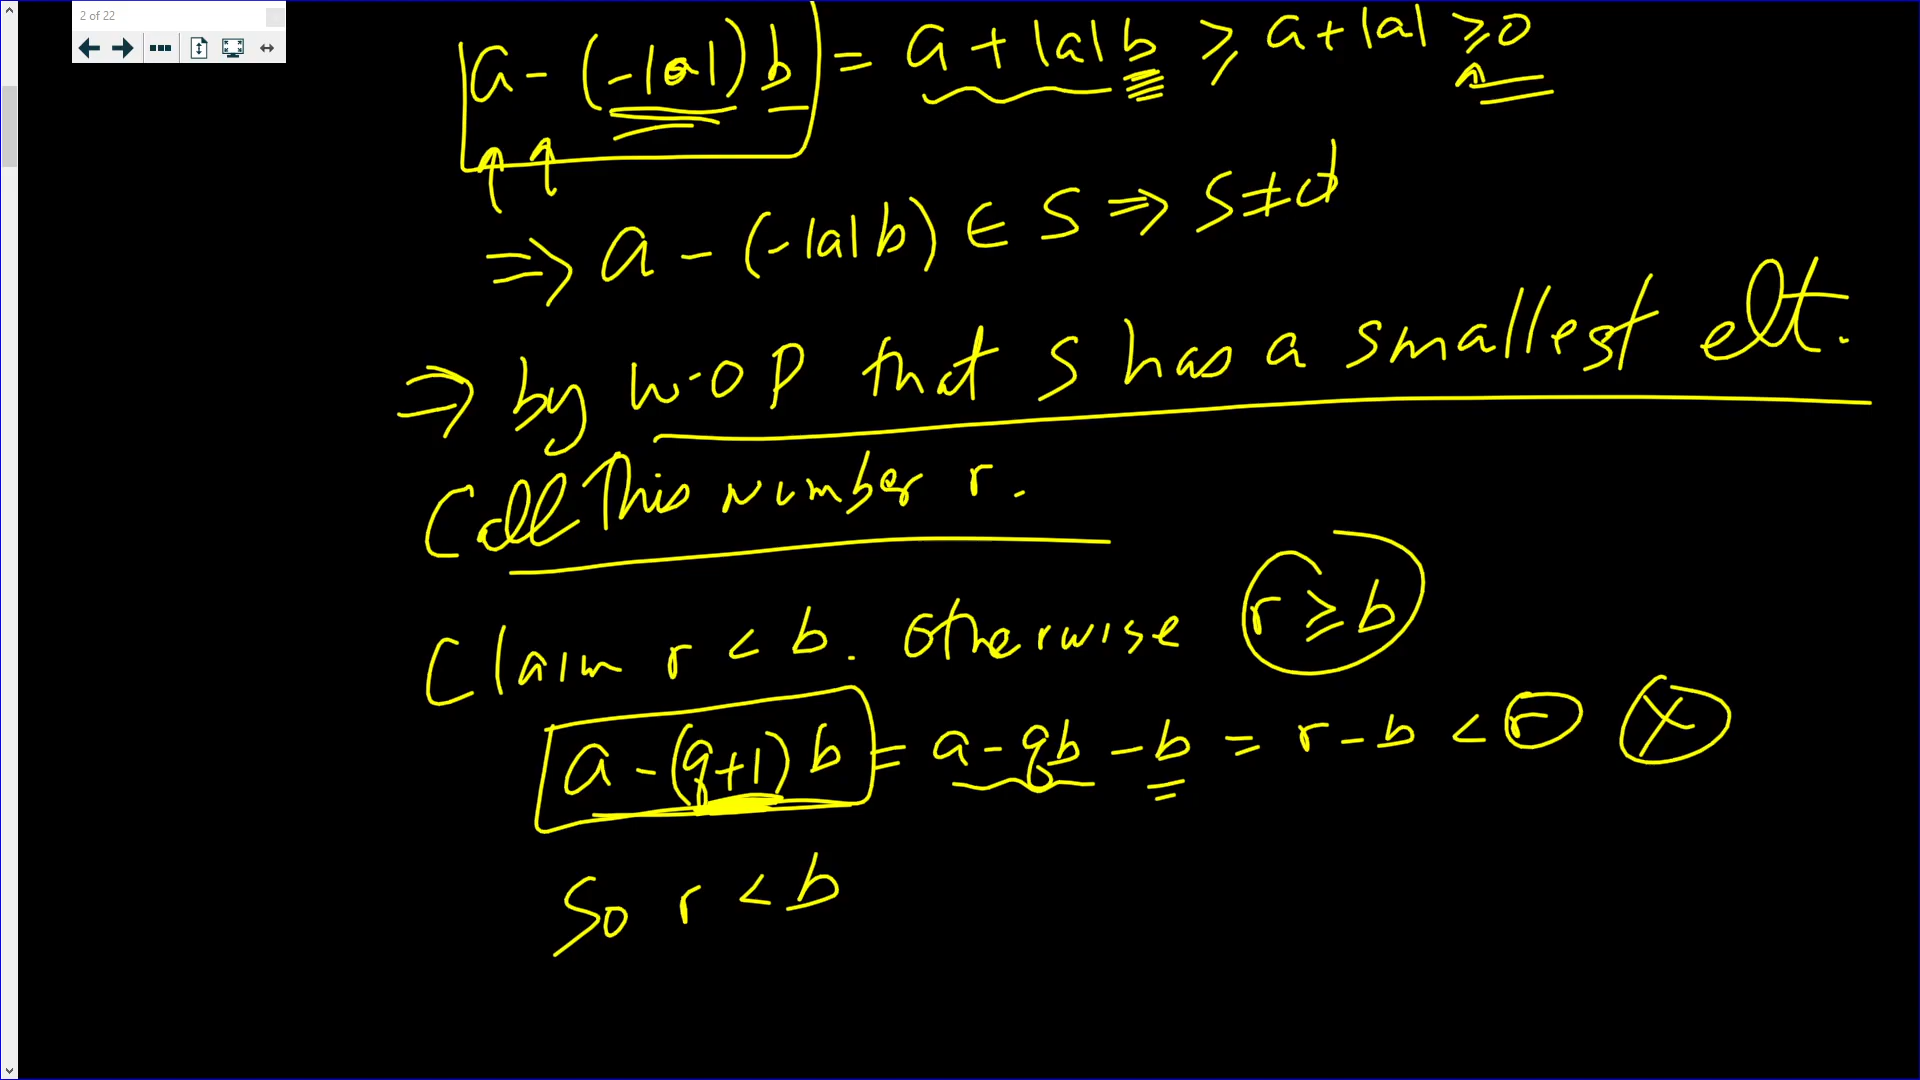 2 of 22
a - (-|a|) b = a + |a| b ≥ a + |a| ≥ 0
⇒ a - (-|a| b) ∈ S ⇒ S ≠ ϕ
⇒ by W.O P that S has a smallest elt.
Call This number r.
Claim r < b. Otherwise r ≥ b
a - (q+1) b = a - qb - b = r - b < r X
So r < b